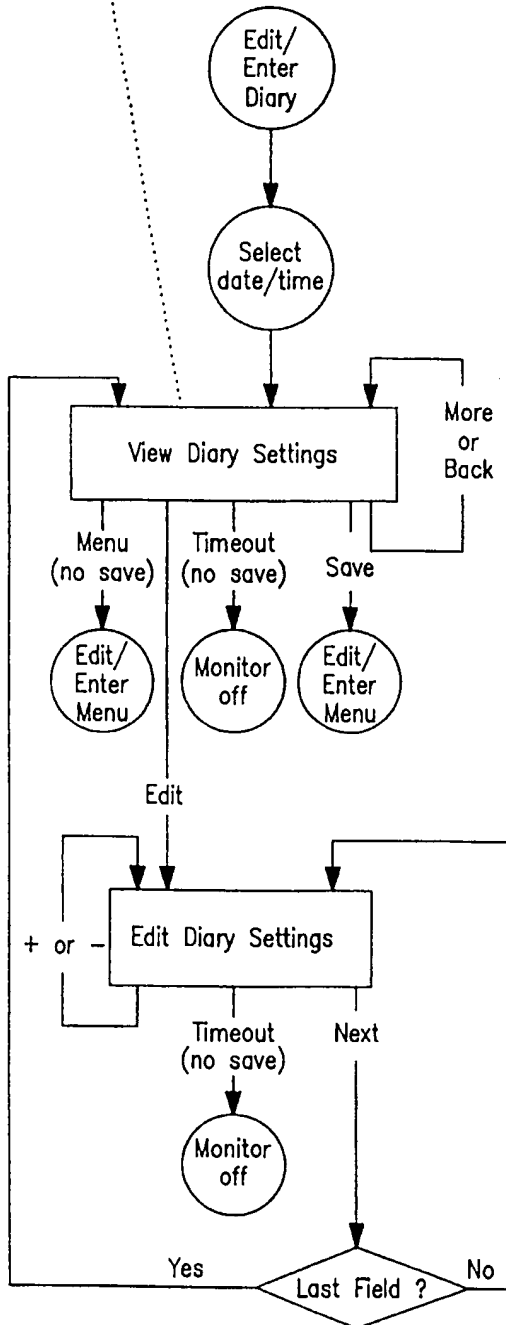 Edit/
Enter
Diary
Select
date/time
View Diary Settings
More
or
Back
Menu
(no save)
Timeout
(no save)
Save
Edit/
Enter
Menu
Monitor
off
Edit/
Enter
Menu
Edit
+ or -
Edit Diary Settings
Timeout
(no save)
Next
Monitor
off
Yes
Last Field ?
No